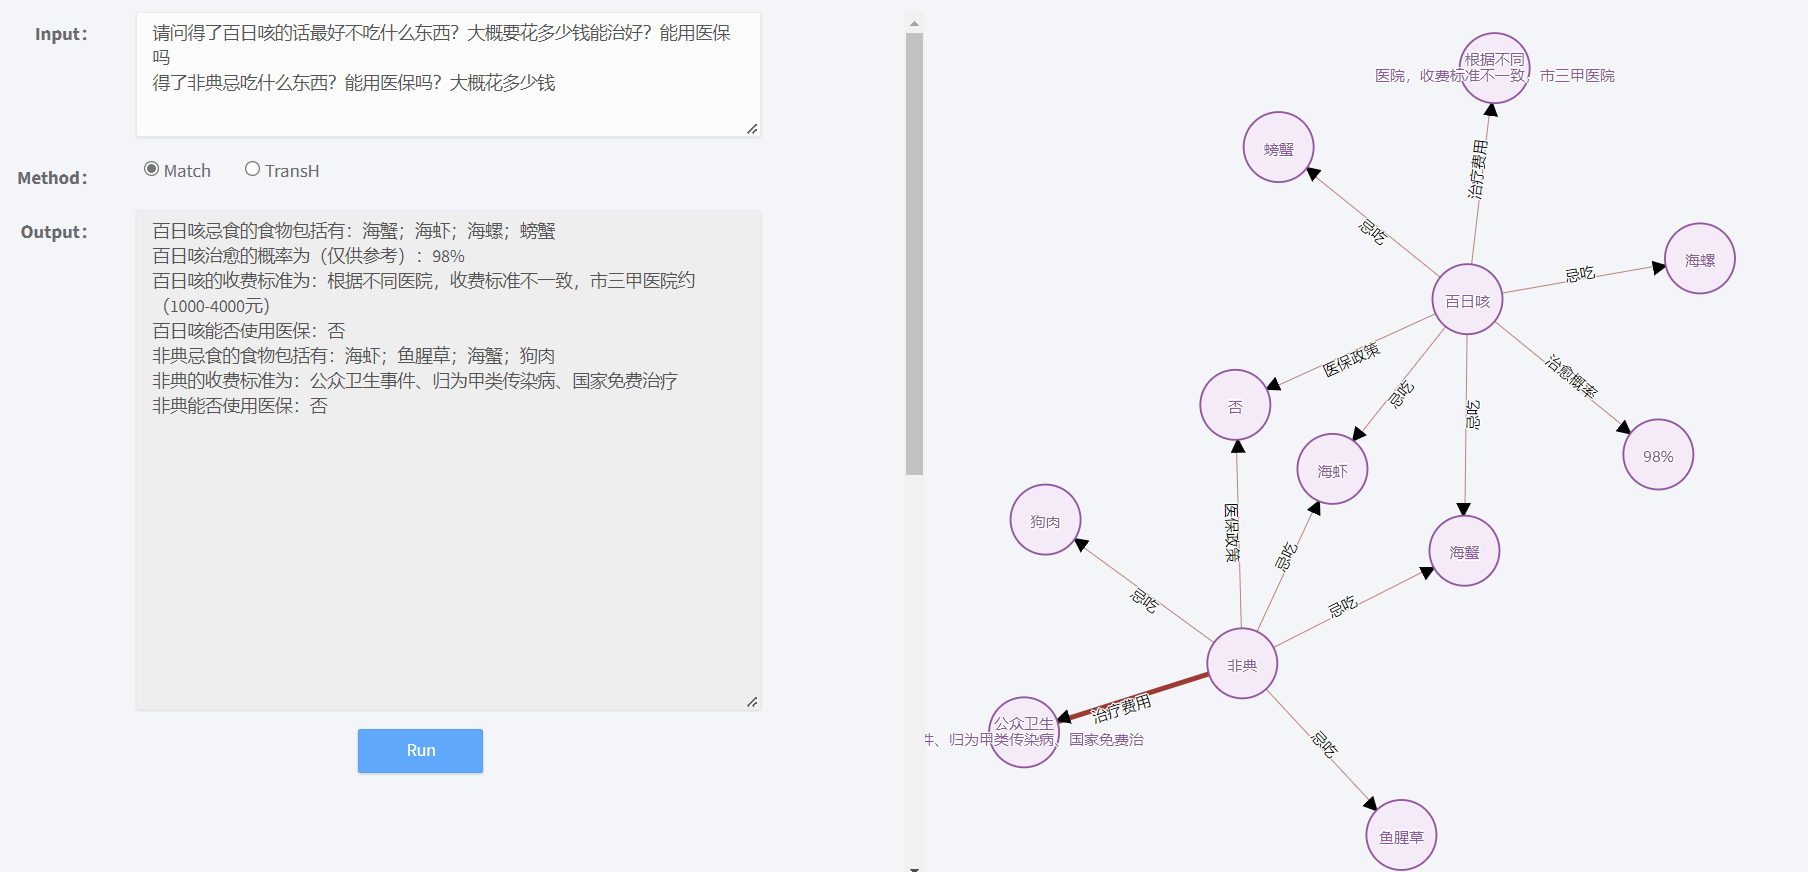 Input：
请问得了百日咳的话最好不吃什么东西？大概要花多少钱能治好？能用医保
吗
得了非典忌吃什么东西？能用医保吗？大概花多少钱
Method：
Match
TransH
Output：
百日咳忌食的食物包括有：海蟹；海虾；海螺；螃蟹
百日咳治愈的概率为（仅供参考）：98%
百日咳的收费标准为：根据不同医院，收费标准不一致，市三甲医院约
（1000-4000元）
百日咳能否使用医保：否
非典忌食的食物包括有：海虾；鱼腥草；海蟹；狗肉
非典的收费标准为：公众卫生事件、归为甲类传染病、国家免费治疗
非典能否使用医保：否
Run
根据不同
医院，收费标准不一致，市三甲医院
治疗费用
螃蟹
忌吃
海螺
忌吃
百日咳
医保政策
忌吃
忌吃
治愈概率
否
海虾
98%
狗肉
医保政策
忌吃
海蟹
忌吃
忌吃
非典
治疗费用
公众卫生
件、归为甲类传染病、国家免费治
忌吃
鱼腥草